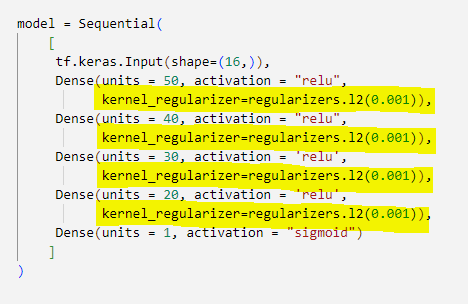 model = Sequential(
[
tf.keras.Input(shape=(16,)),
Dense(units = 50, activation = "relu",
kernel_regularizer=regularizers.l2(0.001)),
Dense(units = 40, activation = "relu",
kernel_regularizer=regularizers.l2(0.001)),
Dense(units = 30, activation = 'relu',
kernel_regularizer=regularizers.l2(0.001)),
Dense(units = 20, activation = 'relu',
kernel_regularizer=regularizers.l2(0.001)),
Dense(units = 1, activation = "sigmoid")
]
)